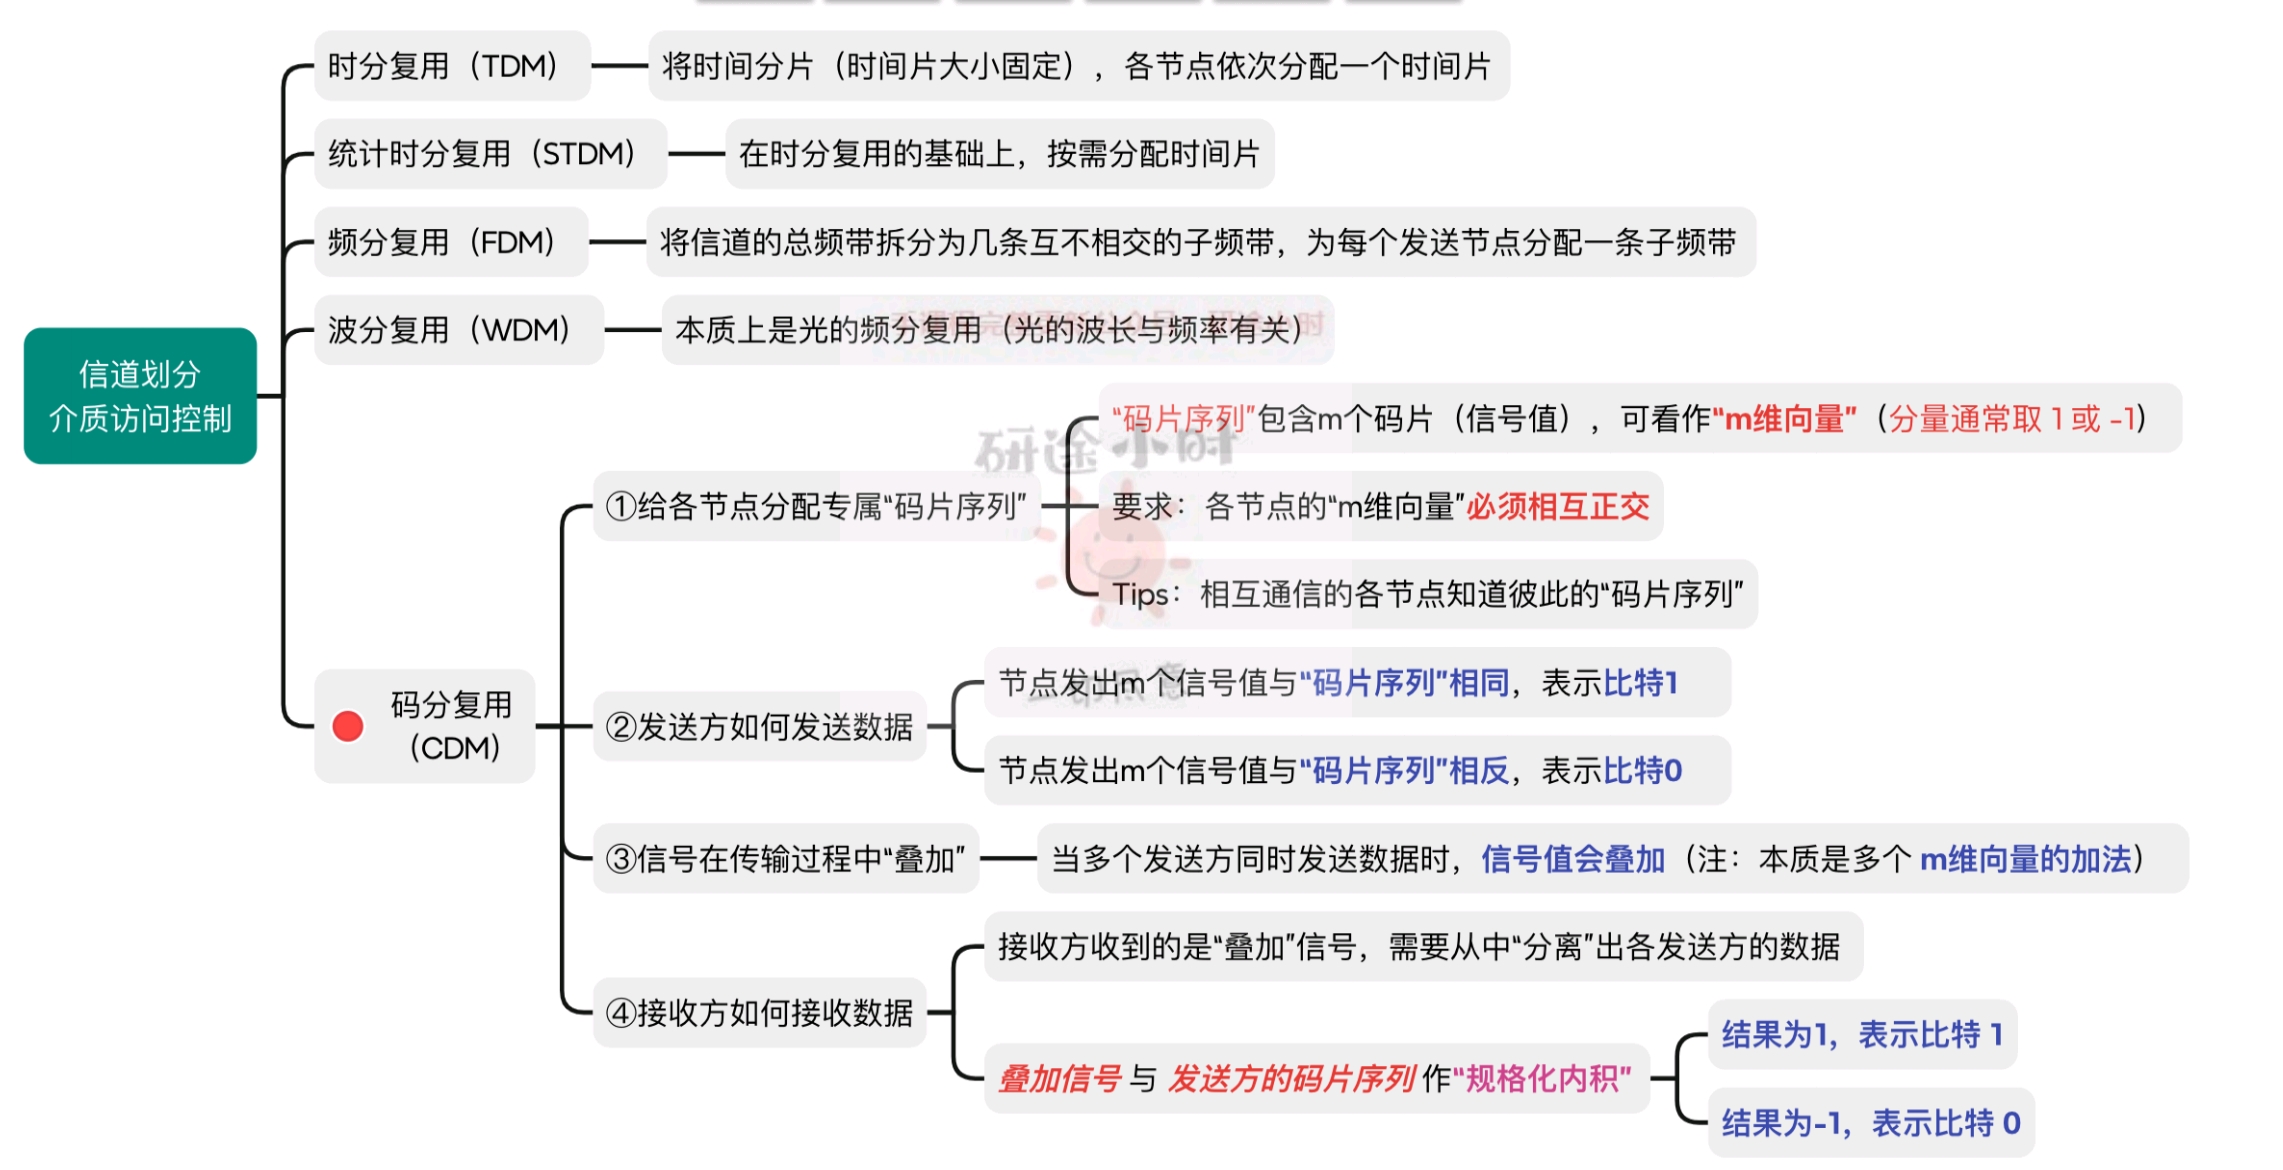 时分复用（TDM）
将时间分片（时间片大小固定），各节点依次分配一个时间片
统计时分复用（STDM）
在时分复用的基础上，按需分配时间片
频分复用（FDM）
将信道的总频带拆分为几条互不相交的子频带，为每个发送节点分配一条子频带
波分复用（WDM）
本质上是光的频分复用（光的波长与频率有关）
信道划分
介质访问控制
码分复用
（CDM）
①给各节点分配专属“码片序列”
“码片序列”包含m个码片（信号值），可看作“m维向量”（分量通常取 1 或 -1）
要求：各节点的“m维向量”必须相互正交
Tips：相互通信的各节点知道彼此的“码片序列”
研途小时
②发送方如何发送数据
节点发出m个信号值与“码片序列”相同，表示比特1
节点发出m个信号值与“码片序列”相反，表示比特0
③信号在传输过程中“叠加”
当多个发送方同时发送数据时，信号值会叠加（注：本质是多个 m维向量的加法）
④接收方如何接收数据
接收方收到的是“叠加”信号，需要从中“分离”出各发送方的数据
叠加信号 与 发送方的码片序列 作“规格化内积”
结果为1，表示比特 1
结果为-1，表示比特 0